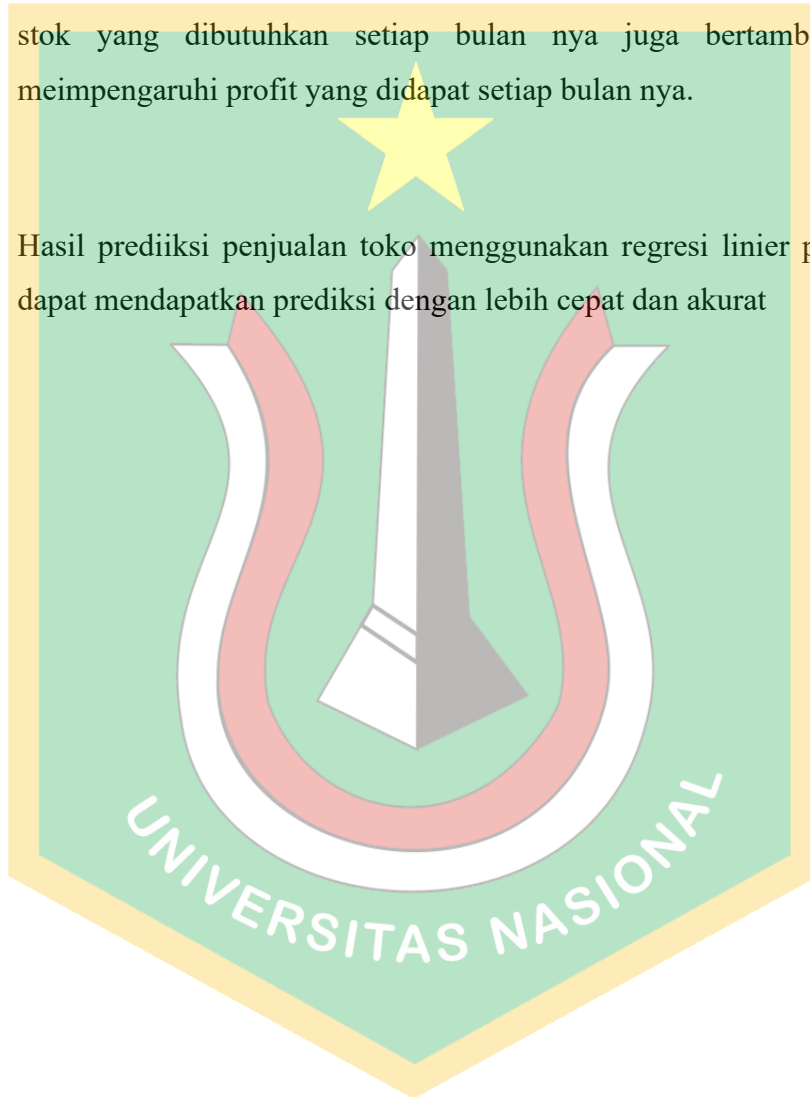 stok yang dibutuhkan setiap bulan nya juga bertamb
meimpengaruhi profit yang didapat setiap bulan nya.
Hasil prediiksi penjualan toko menggunakan regresi linier p
dapat mendapatkan prediksi dengan lebih cepat dan akurat
UNIVERSITAS NASIONAL